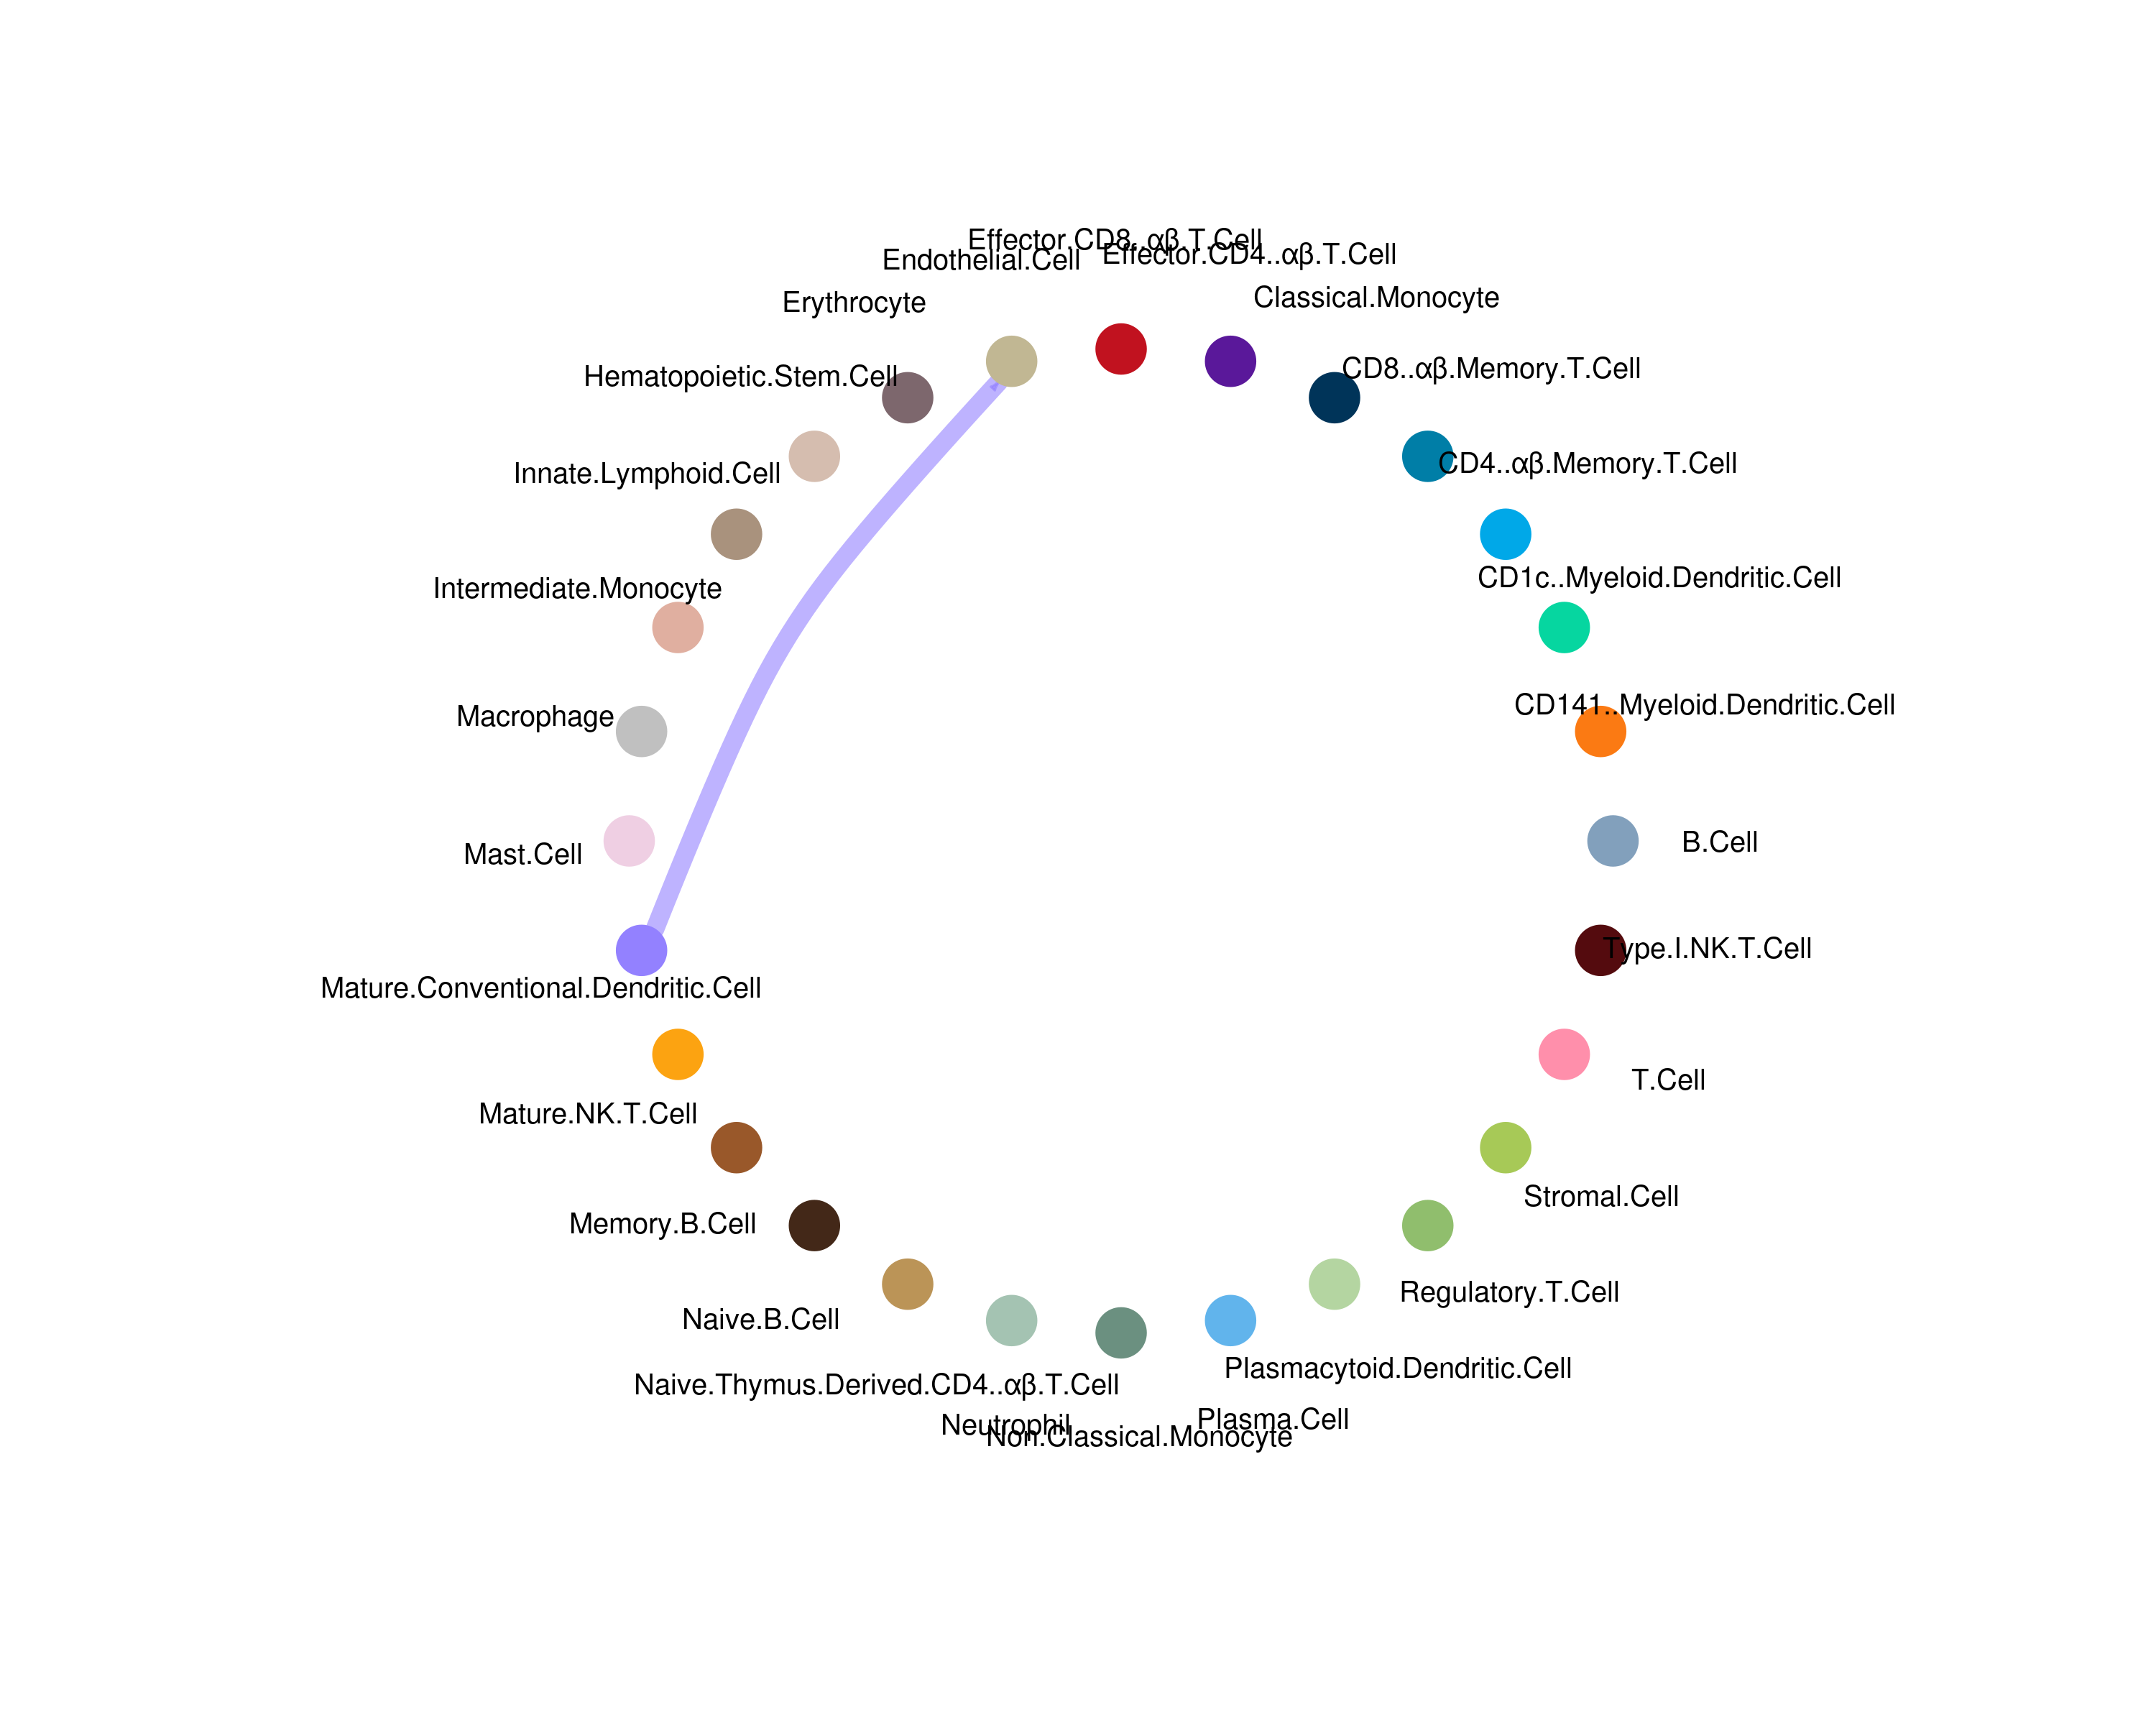 Effector.CD8..αβ.T.Cell
Effector.CD4..αβ.T.Cell
Endothelial.Cell
Classical.Monocyte
Erythrocyte
CD8..αβ.Memory.T.Cell
Hematopoietic.Stem.Cell
CD4..αβ.Memory.T.Cell
Innate.Lymphoid.Cell
CD1c..Myeloid.Dendritic.Cell
Intermediate.Monocyte
CD141..Myeloid.Dendritic.Cell
Macrophage
B.Cell
Mast.Cell
Type.I.NK.T.Cell
Mature.Conventional.Dendritic.Cell
T.Cell
Mature.NK.T.Cell
Stromal.Cell
Memory.B.Cell
Regulatory.T.Cell
Naive.B.Cell
Plasmacytoid.Dendritic.Cell
Naive.Thymus.Derived.CD4..αβ.T.Cell
Plasma.Cell
Neutrophil
Non.Classical.Monocyte